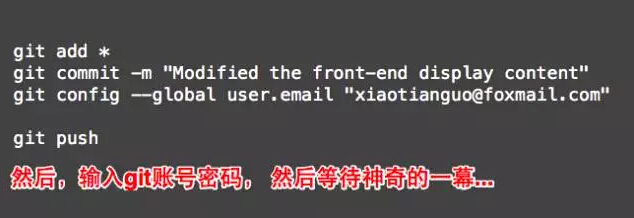 git add *
git commit -m "Modified the front-end display content"
git config --global user.email "xiaotianguo@foxmail.com"
git push
然后，输入git账号密码， 然后等待神奇的一幕...